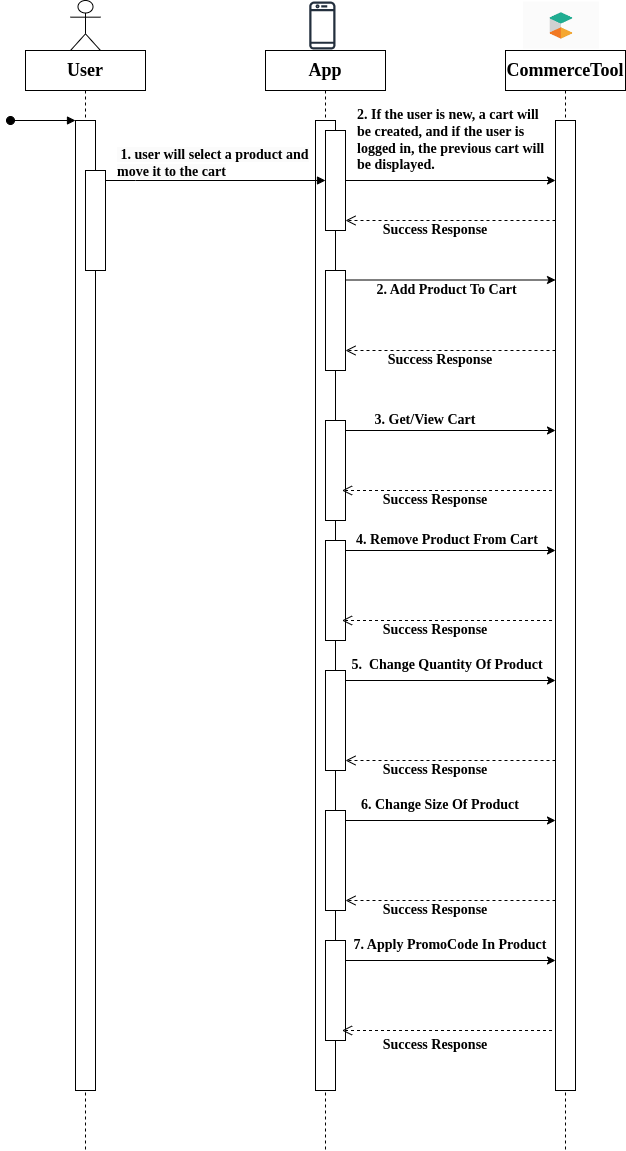 User
App
CommerceTool
1. user will select a product and
move it to the cart
2. If the user is new, a cart will
be created, and if the user is
logged in, the previous cart will
be displayed.
Success Response
2. Add Product To Cart
Success Response
3. Get/View Cart
Success Response
4. Remove Product From Cart
Success Response
5. Change Quantity Of Product
Success Response
6. Change Size Of Product
Success Response
7. Apply PromoCode In Product
Success Response